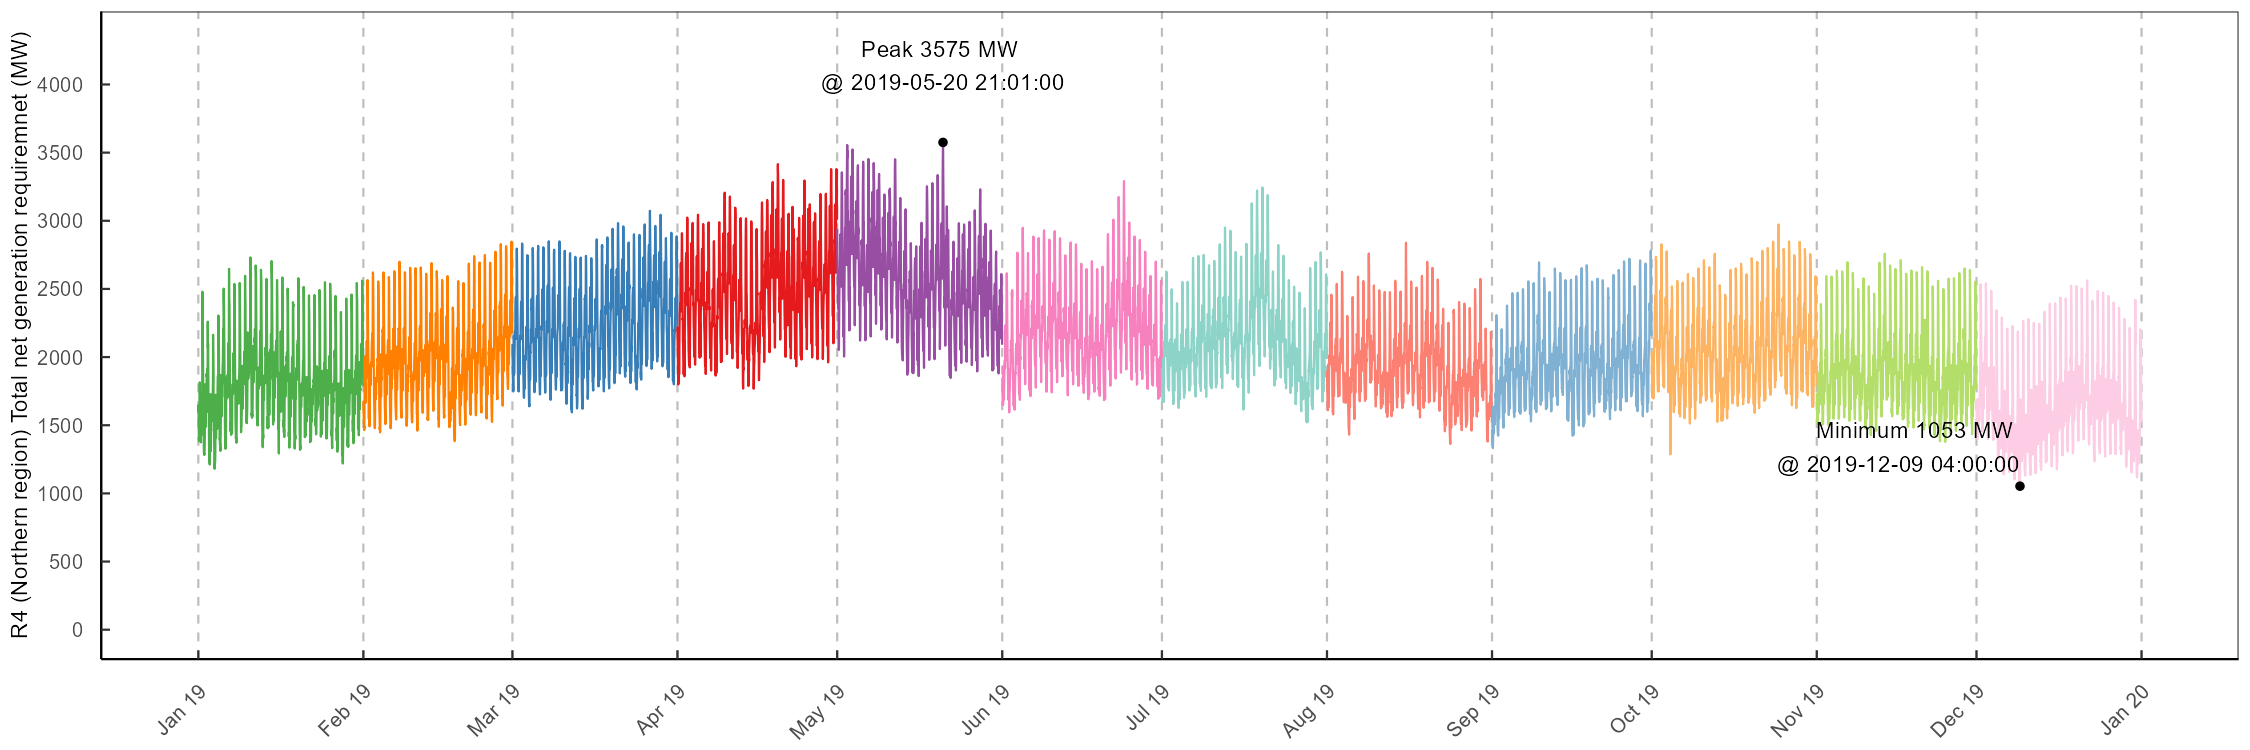 R4 (Northern region) Total net generation requiremnet (MW)
4000
3500
3000
2500
2000
1500
1000
500
0
Peak 3575 MW
@ 2019-05-20 21:01:00
Minimum 1053 MW
@ 2019-12-09 04:00:00
Jan 19
Feb 19
Mar 19
Apr 19
May 19
Jun 19
Jul 19
Aug 19
Sep 19
Oct 19
Nov 19
Dec 19
Jan 20